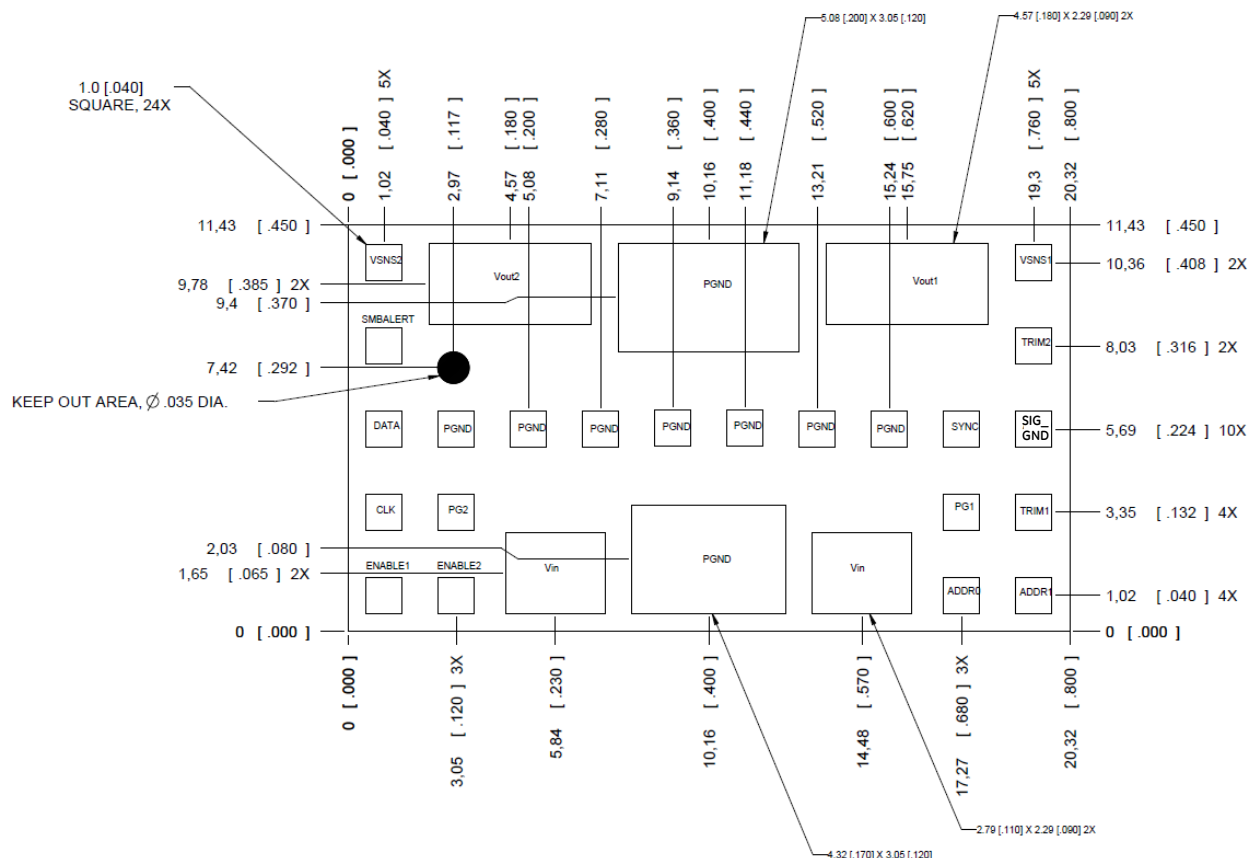 5.08 [.200] X 3.05 [.120]
4.57 [.180] X 2.29 [.090] 2X
1.0 [.040]
SQUARE, 24X
0 [ .000 ]
1,02 [ .040 ] 5X
2,97 [ .117 ]
4,57 [ .180 ]
5,08 [ .200 ]
7,11 [ .280 ]
9,14 [ .360 ]
10,16 [ .400 ]
11,18 [ .440 ]
13,21 [ .520 ]
15,24 [ .600 ]
15,75 [ .620 ]
19,3 [ .760 ] 5X
20,32 [ .800 ]
11,43 [ .450 ]
11,43 [ .450 ]
VSNS2
Vout2
PGND
Vout1
VSNS1
10,36 [ .408 ] 2X
9,78 [ .385 ] 2X
9,4 [ .370 ]
SMBALERT
TRIM2
8,03 [ .316 ] 2X
7,42 [ .292 ]
KEEP OUT AREA, Ø .035 DIA.
DATA
PGND
PGND
PGND
PGND
PGND
PGND
PGND
SYNC
SIG_
GND
5,69 [ .224 ] 10X
CLK
PG2
PG1
TRIM1
3,35 [ .132 ] 4X
2,03 [ .080 ]
1,65 [ .065 ] 2X
PGND
ENABLE1
ENABLE2
Vin
Vin
ADDR0
ADDR1
1,02 [ .040 ] 4X
0 [ .000 ]
0 [ .000 ]
0 [ .000 ]
3,05 [ .120 ] 3X
5,84 [ .230 ]
10,16 [ .400 ]
14,48 [ .570 ]
17,27 [ .680 ] 3X
20,32 [ .800 ]
2.79 [.110] X 2.29 [.090] 2X
4.32 [.170] X 3.05 [.120]